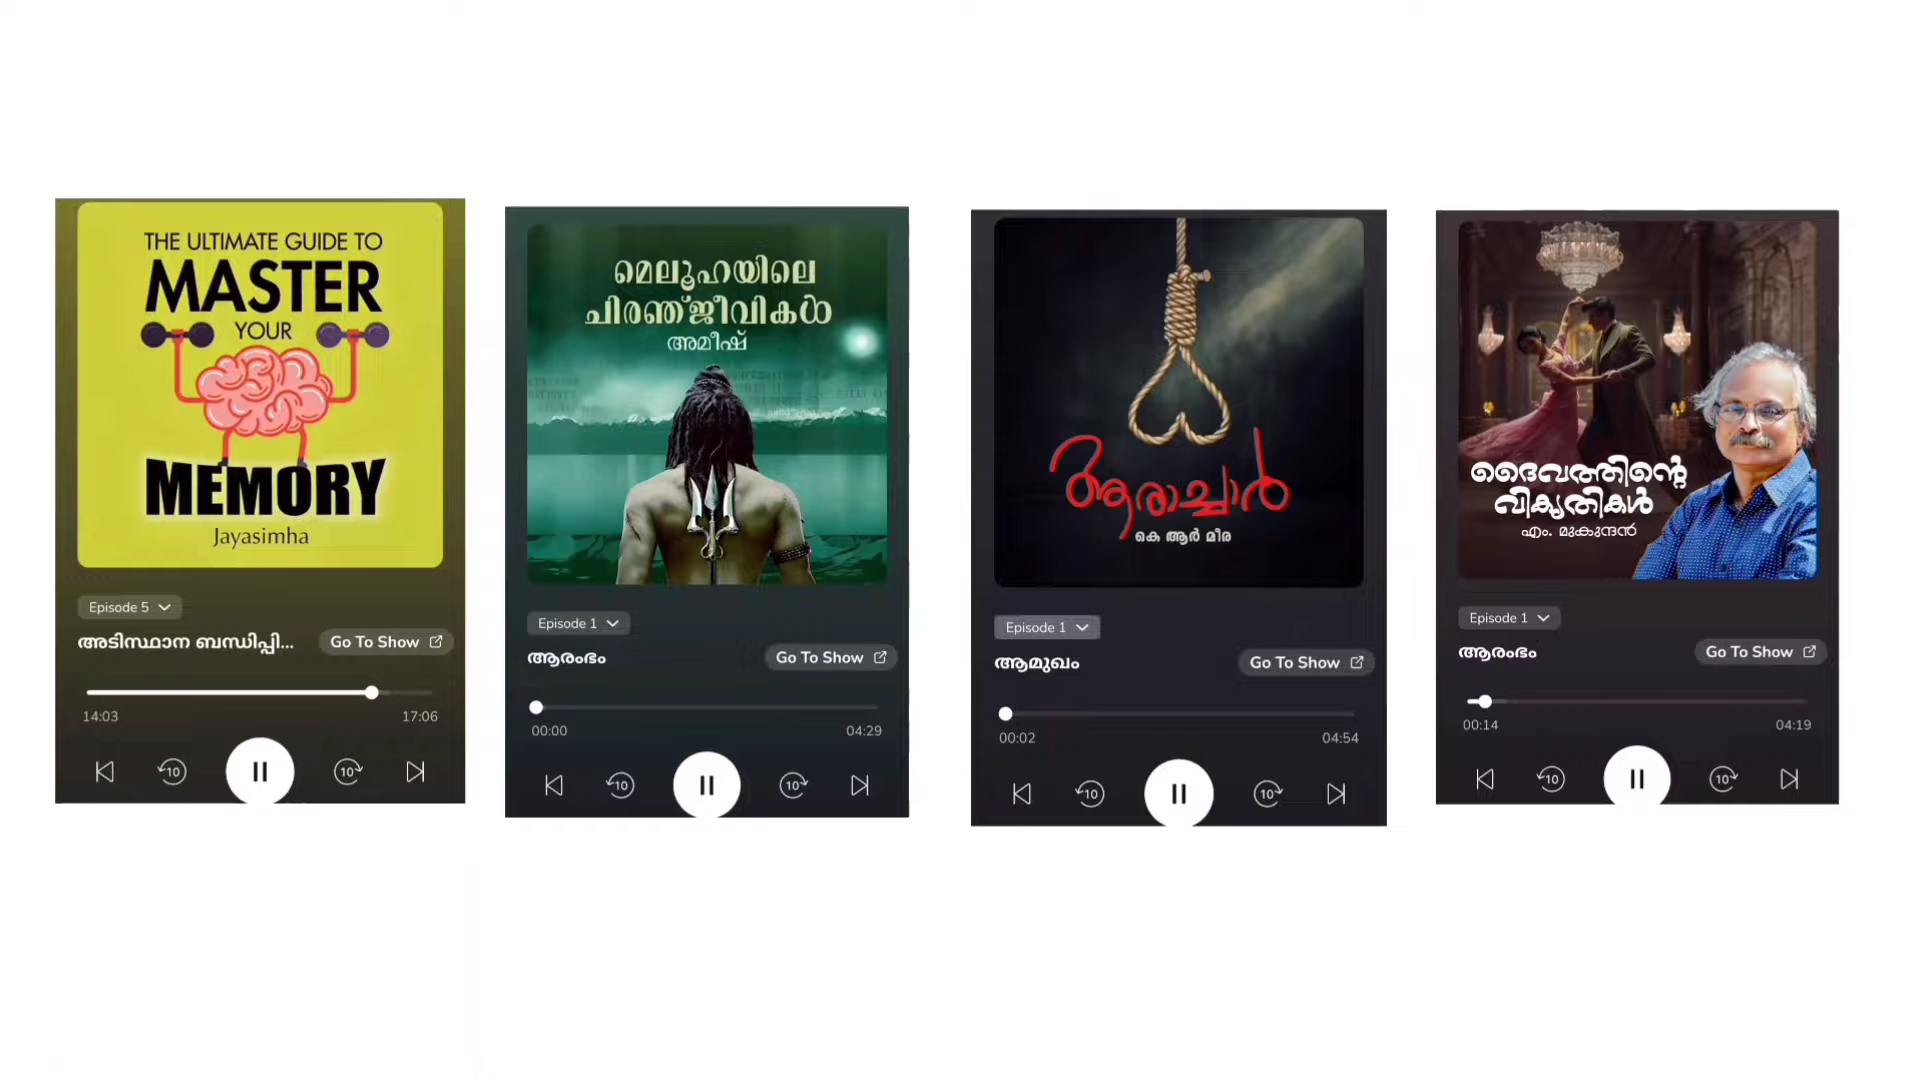 THE ULTIMATE GUIDE TO
MASTER
YOUR
MEMORY
Jayasimha
Episode 5
അടിസ്ഥാന ബന്ധിപ്പി...
Go To Show
14:03
17:06
10
10
മെലൂഹയിലെ
ചിരഞ്ജീവികൾ
അമീഷ്
Episode 1
ആരംഭം
Go To Show
00:00
04:29
10
10
ആരാച്ചാർ
കെ ആർ മീര
Episode 1
ആമുഖം
Go To Show
00:02
04:54
10
10
ദൈവത്തിന്റെ
വികൃതികൾ
എം. മുകുന്ദൻ
Episode 1
ആരംഭം
Go To Show
00:14
04:19
10
10